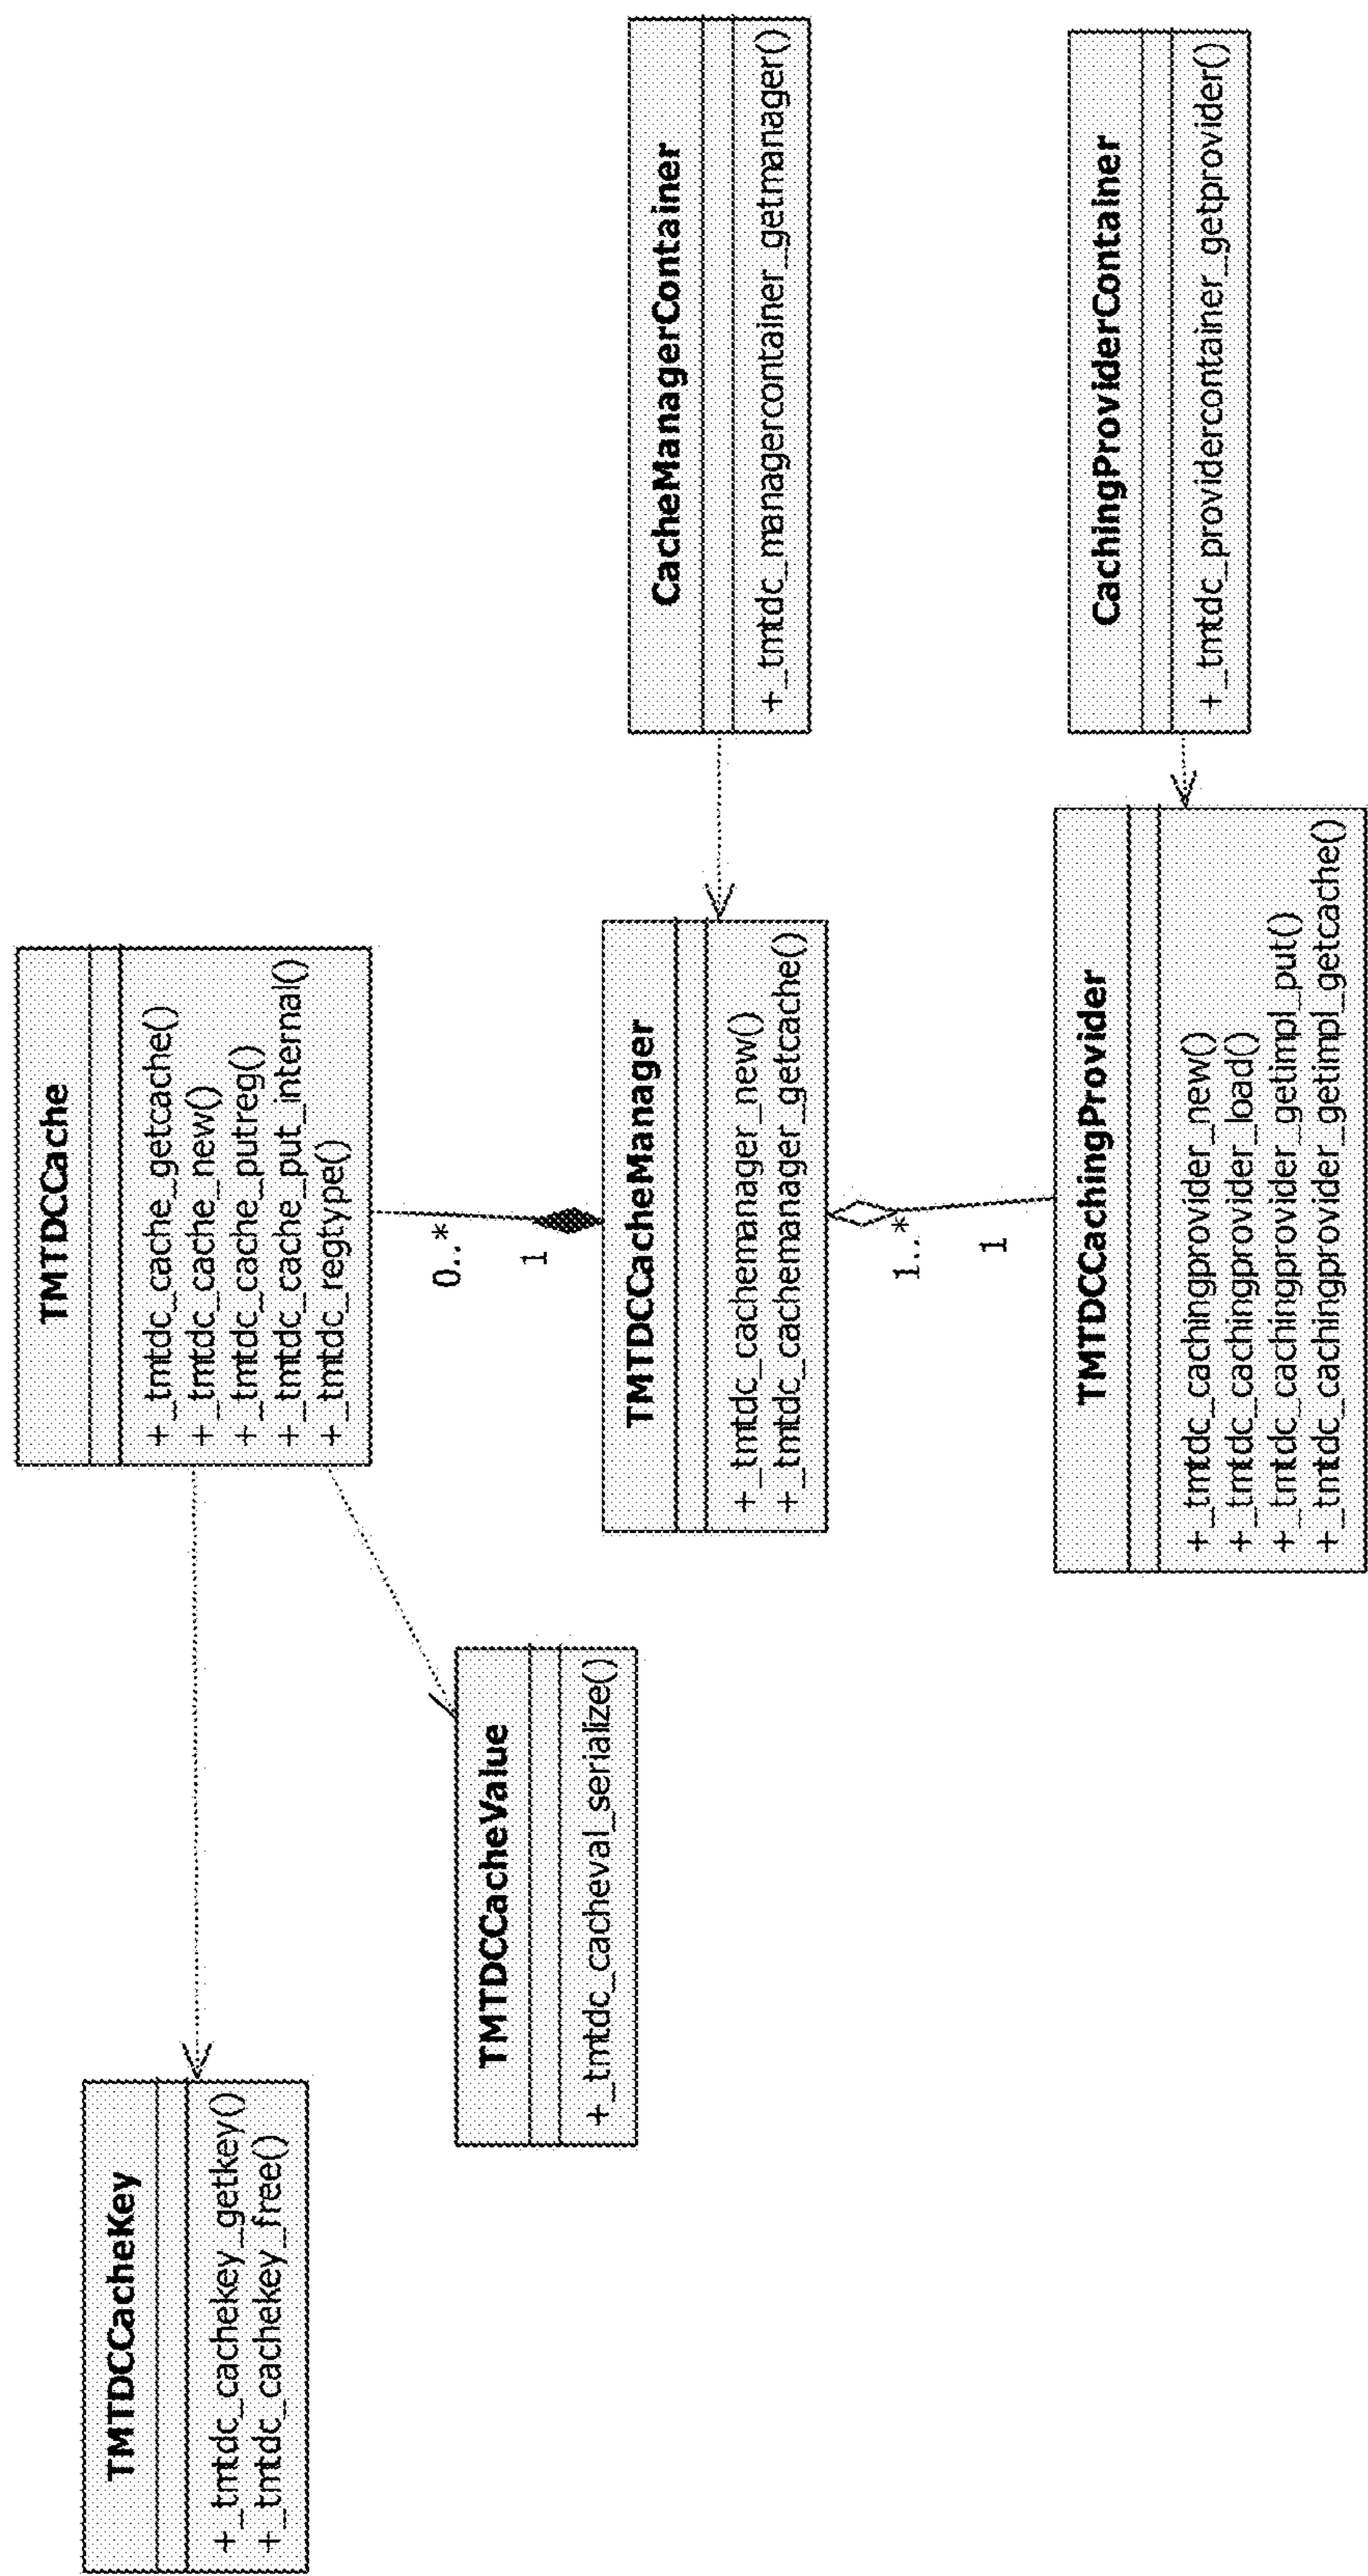 TMTDCCacheKey
+_tmtdc_cachekey_getkey()
+_tmtdc_cachekey_free()
TMTDCCache
+_tmtdc_cache_getcache()
+_tmtdc_cache_new()
+_tmtdc_cache_putreg()
+_tmtdc_cache_put_internal()
+_tmtdc_regtype()
TMTDCCacheValue
+_tmtdc_cacheval_serialize()
0..*
1
TMTDCCacheManager
+_tmtdc_cachemanager_new()
+_tmtdc_cachemanager_getcache()
CacheManagerContainer
+_tmtdc_managercontainer_getmanager()
1..*
1
TMTDCCachingProvider
+_tmtdc_cachingprovider_new()
+_tmtdc_cachingprovider_load()
+_tmtdc_cachingprovider_getimpl_put()
+_tmtdc_cachingprovider_getimpl_getcache()
CachingProviderContainer
+_tmtdc_providercontainer_getprovider()